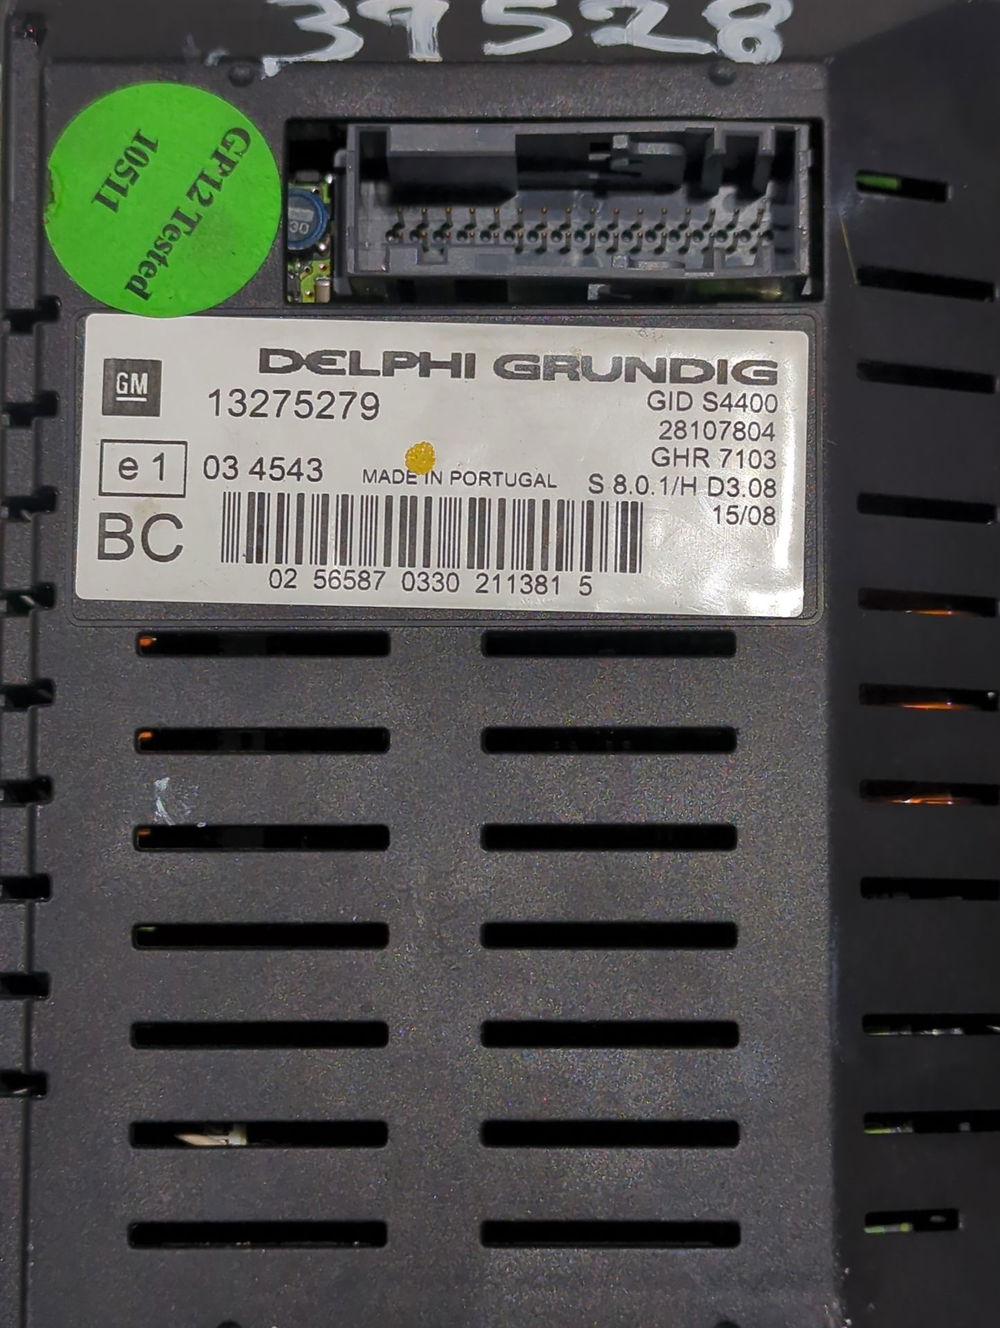 39528
GP12 Tested
10511
30
GM
DELPHI GRUNDIG
13275279
GID S4400
28107804
GHR 7103
e1
03 4543
MADE IN PORTUGAL
S 8.0.1/H D3.08
15/08
BC
02 56587 0330 211381 5